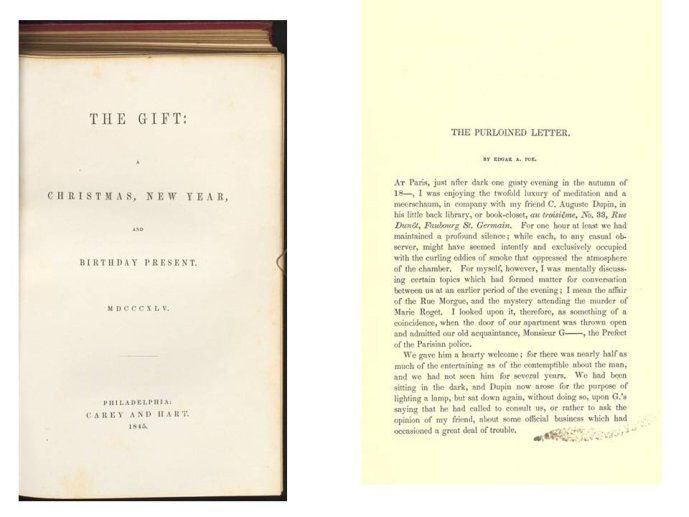 THE GIFT:
A
CHRISTMAS, NEW YEAR,
AND
BIRTHDAY PRESENT.
MDCCCXLV.
PHILADELPHIA:
CAREY AND HART.
1845.
THE PURLOINED LETTER.
BY EDGAR A. POE.
At Paris, just after dark one gusty evening in the autumn of
18—, I was enjoying the twofold luxury of meditation and a
meerschaum, in company with my friend C. Auguste Dupin, in
his little back library, or book-closet, au troisième, No. 33, Rue
Dunôt, Faubourg St. Germain. For one hour at least we had
maintained a profound silence; while each, to any casual ob-
server, might have seemed intently and exclusively occupied
with the curling eddies of smoke that oppressed the atmosphere
of the chamber. For myself, however, I was mentally discuss-
ing certain topics which had formed matter for conversation
between us at an earlier period of the evening; I mean the affair
of the Rue Morgue, and the mystery attending the murder of
Marie Roget. I looked upon it, therefore, as something of a
coincidence, when the door of our apartment was thrown open
and admitted our old acquaintance, Monsieur G——, the Prefect
of the Parisian police.
We gave him a hearty welcome; for there was nearly half as
much of the entertaining as of the contemptible about the man,
and we had not seen him for several years. We had been
sitting in the dark, and Dupin now arose for the purpose of
lighting a lamp, but sat down again, without doing so, upon G.'s
saying that he had called to consult us, or rather to ask the
opinion of my friend, about some official business which had
occasioned a great deal of trouble.